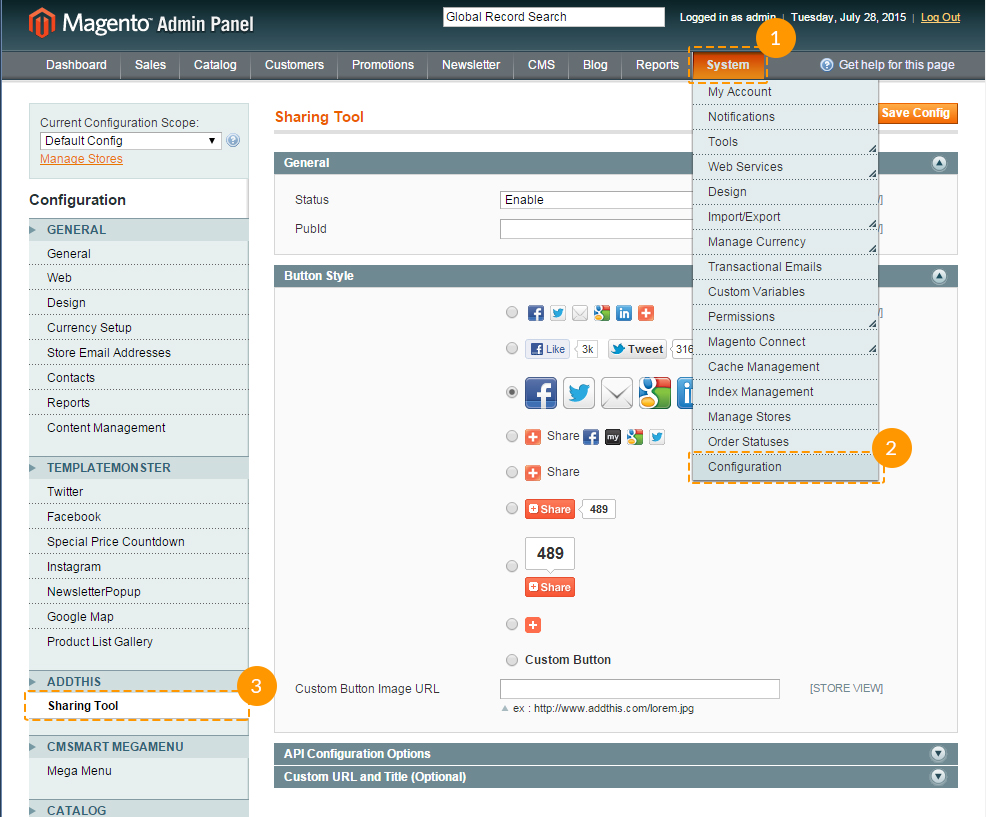 Magento™ Admin Panel
Global Record Search
Logged in as admin | Tuesday, July 28, 2015 | Log Out
1
Dashboard Sales Catalog Customers Promotions Newsletter CMS Blog Reports System Get help for this page
My Account
Notifications
Tools
Web Services
Design
Import/Export
Manage Currency
Transactional Emails
Custom Variables
Permissions
Magento Connect
Cache Management
Index Management
Manage Stores
Order Statuses
2
Configuration
Current Configuration Scope:
Default Config
Manage Stores
Configuration
GENERAL
General
Web
Design
Currency Setup
Store Email Addresses
Contacts
Reports
Content Management
TEMPLATEMONSTER
Twitter
Facebook
Special Price Countdown
Instagram
NewsletterPopup
Google Map
Product List Gallery
ADDTHIS
3
Sharing Tool
CMSMART MEGAMENU
Mega Menu
CATALOG
Sharing Tool
Save Config
General
Status Enable
PubId
Button Style
Like 3k Tweet 316
Share my
Share
Share 489
489
Share
Custom Button
Custom Button Image URL [STORE VIEW]
ex : http://www.addthis.com/lorem.jpg
API Configuration Options
Custom URL and Title (Optional)